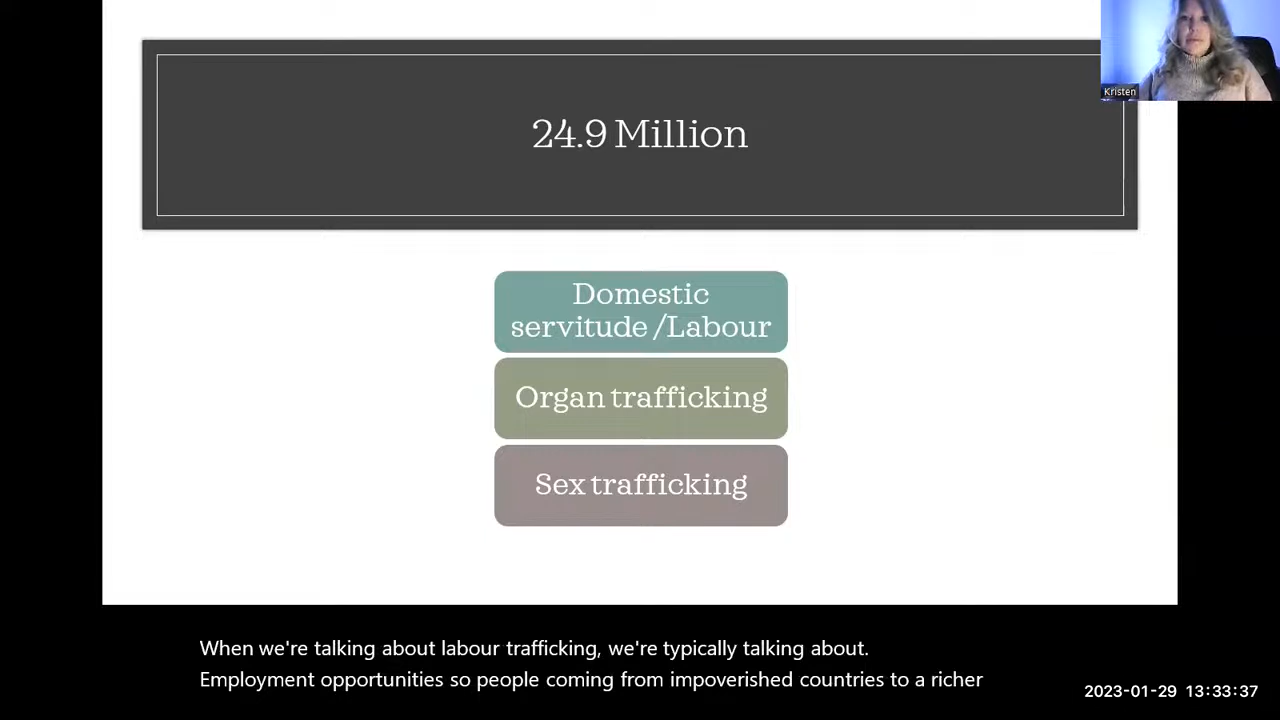 24.9 Million
Kristen
Domestic
servitude /Labour
Organ trafficking
Sex trafficking
When we're talking about labour trafficking, we're typically talking about.
Employment opportunities so people coming from impoverished countries to a richer
2023-01-29 13:33:37